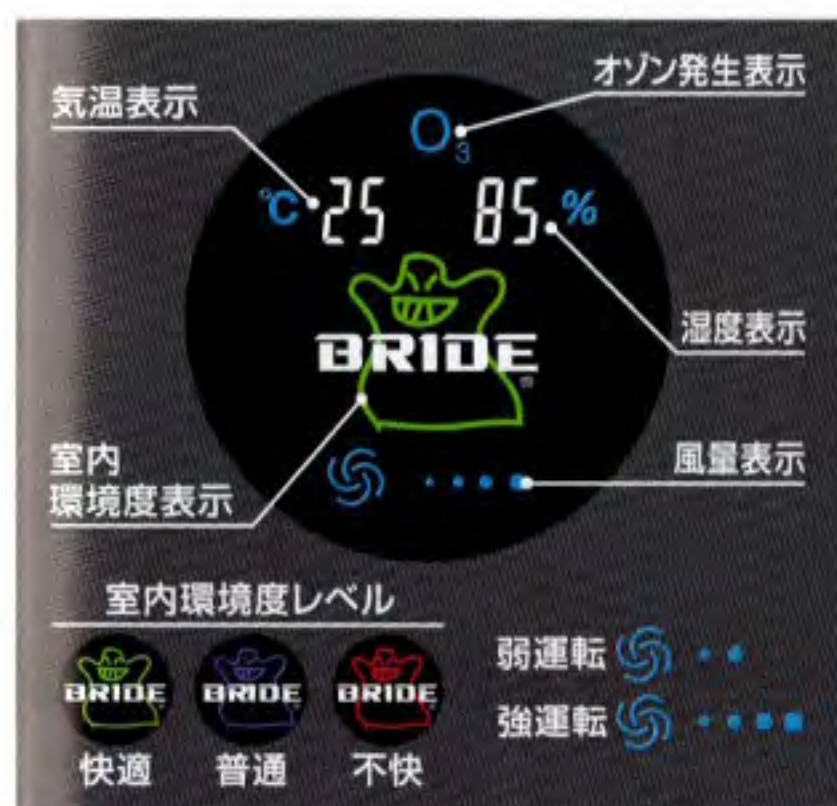 オゾン発生表示
気温表示
O3
℃ 25 85 %
BRIDE®
湿度表示
風量表示
室内
環境度表示
室内環境度レベル
BRIDE BRIDE BRIDE
快適 普通 不快
弱運転
強運転